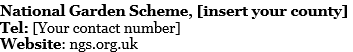 National Garden Scheme, [insert your county]
Tel: [Your contact number]
Website: ngs.org.uk